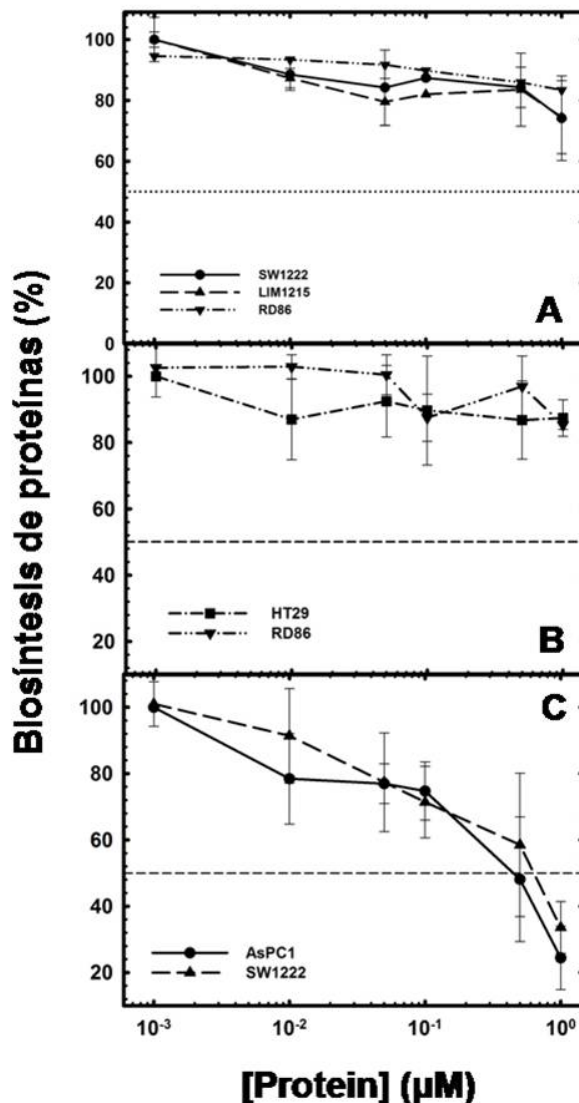 Biosíntesis de proteínas (%)
100
80
60
40
20
0
SW1222
LIM1215
RD86
A
100
80
60
40
20
HT29
RD86
B
C
100
80
60
40
20
AsPC1
SW1222
10⁻³
10⁻²
10⁻¹
10⁰
[Protein] (µM)